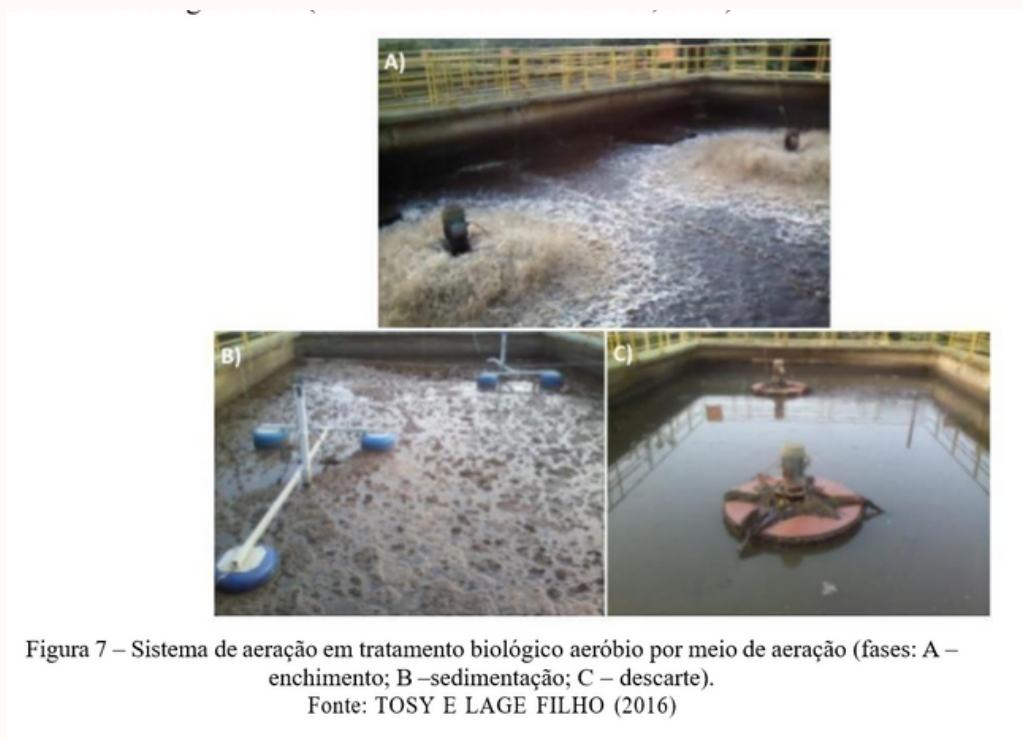 A)
B)
C)
Figura 7 – Sistema de aeração em tratamento biológico aeróbio por meio de aeração (fases: A –
enchimento; B –sedimentação; C – descarte).
Fonte: TOSY E LAGE FILHO (2016)